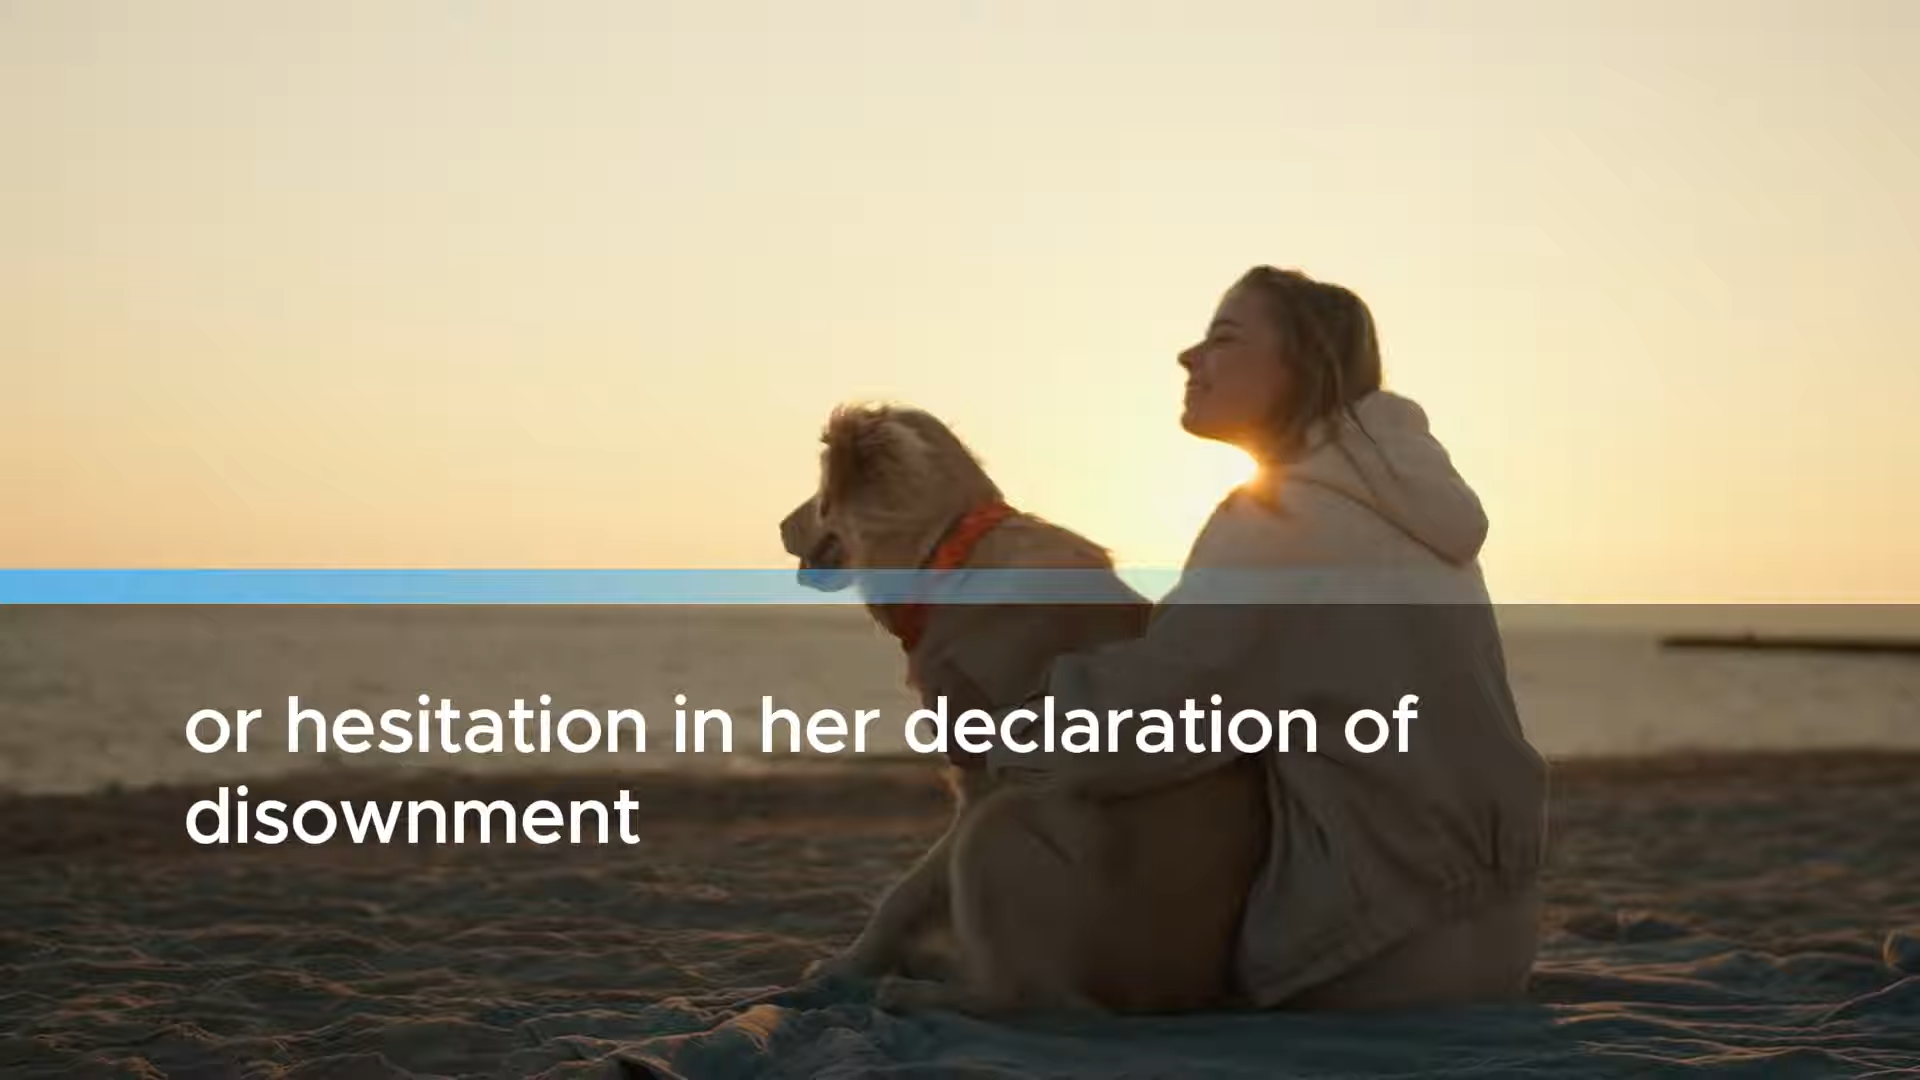 or hesitation in her declaration of
disownment